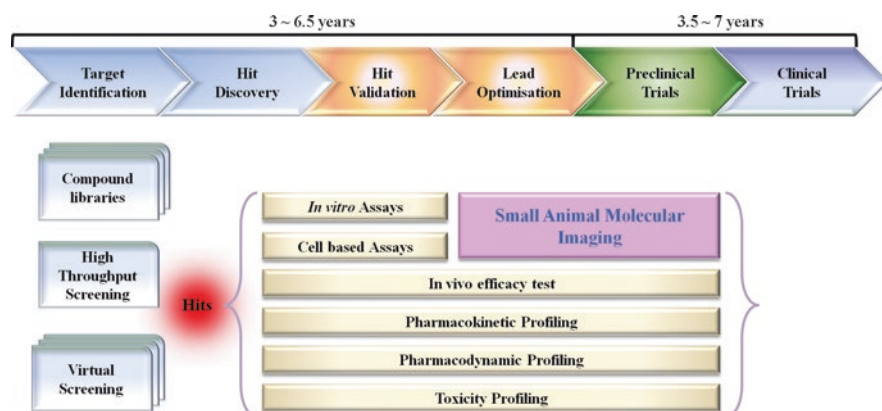 3 ~ 6.5 years
3.5 ~ 7 years
Target
Identification
Hit
Discovery
Hit
Validation
Lead
Optimisation
Preclinical
Trials
Clinical
Trials
Compound
libraries
High
Throughput
Screening
Virtual
Screening
Hits
In vitro Assays
Cell based Assays
Small Animal Molecular
Imaging
In vivo efficacy test
Pharmacokinetic Profiling
Pharmacodynamic Profiling
Toxicity Profiling